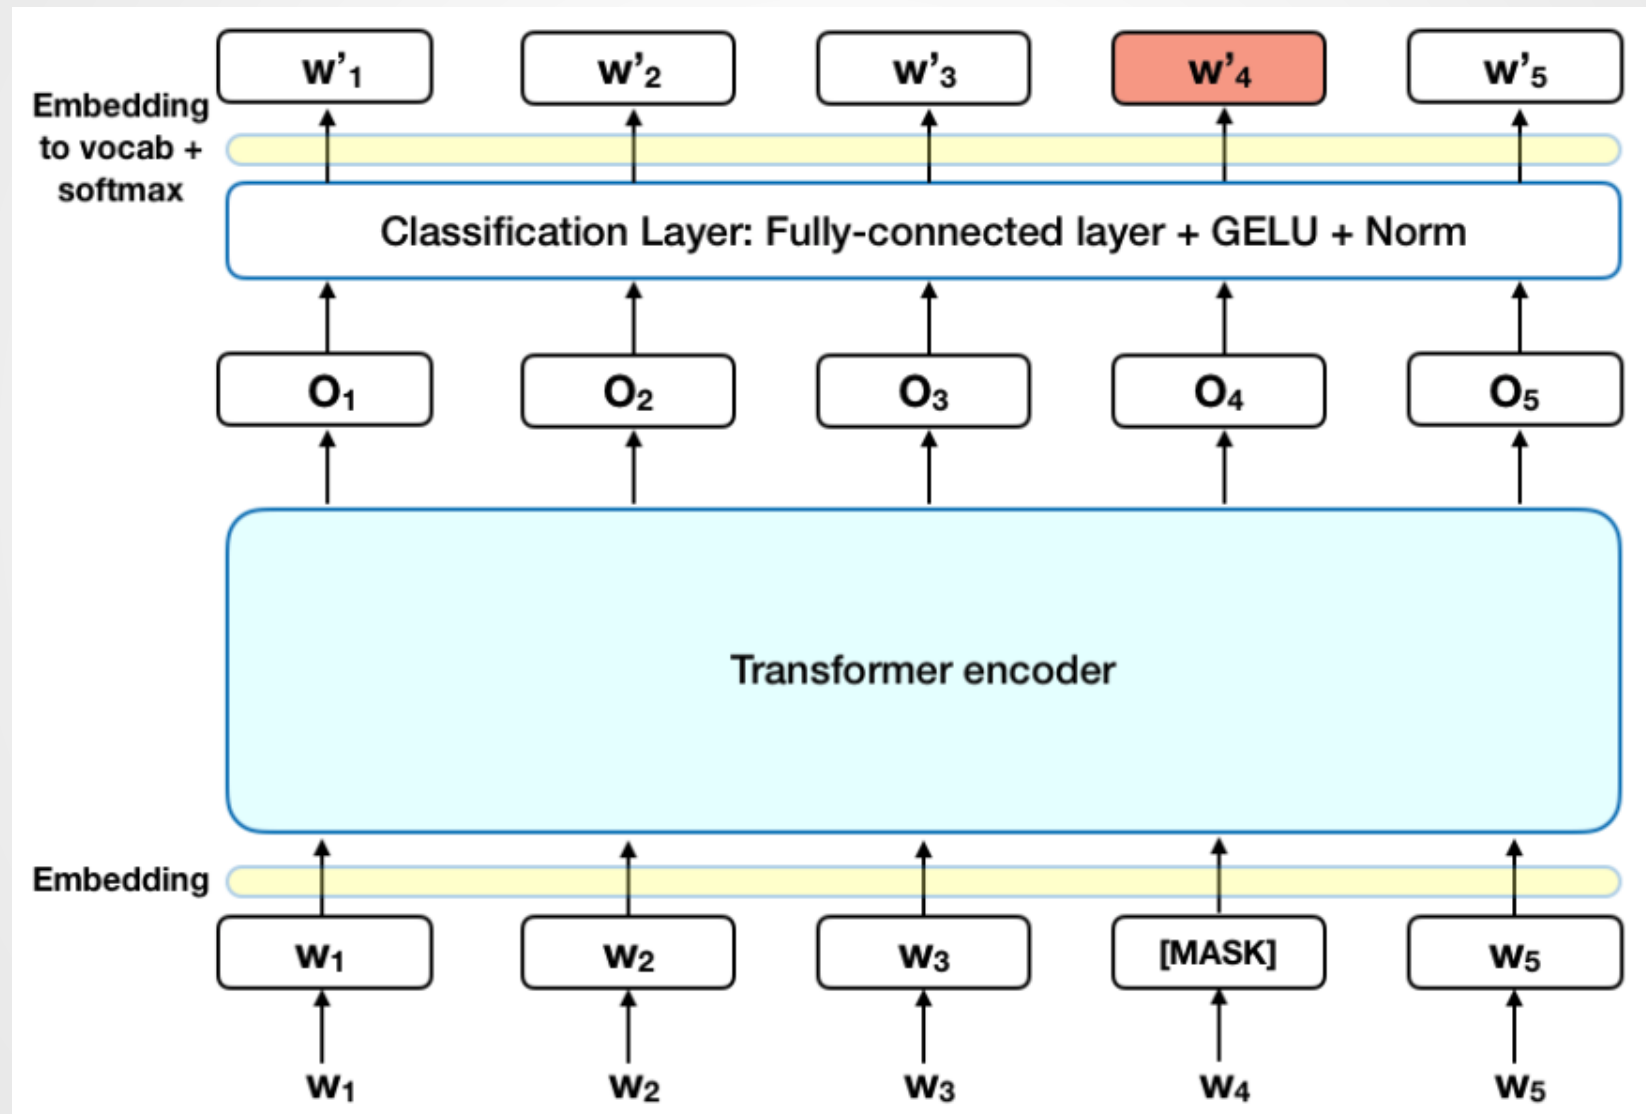 w’₁ w’₂ w’₃ w’₄ w’₅
Embedding
to vocab +
softmax
Classification Layer: Fully-connected layer + GELU + Norm
O₁ O₂ O₃ O₄ O₅
Transformer encoder
Embedding
w₁ w₂ w₃ [MASK] w₅
w₁ w₂ w₃ w₄ w₅